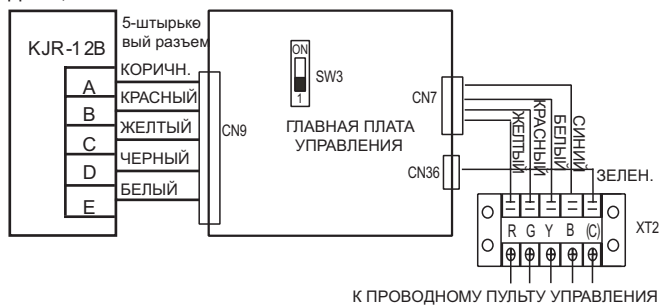 5-штырько
вый разъем
KJR-12B
A
B
C
D
E
КОРИЧН.
КРАСНЫЙ
ЖЕЛТЫЙ
ЧЕРНЫЙ
БЕЛЫЙ
CN9
ON
1
SW3
ГЛАВНАЯ ПЛАТА
УПРАВЛЕНИЯ
CN7
CN36
ЖЕЛТЫЙ
КРАСНЫЙ
БЕЛЫЙ
СИНИЙ
ЗЕЛЕН.
R G Y B (C)
XT2
К ПРОВОДНОМУ ПУЛЬТУ УПРАВЛЕНИЯ